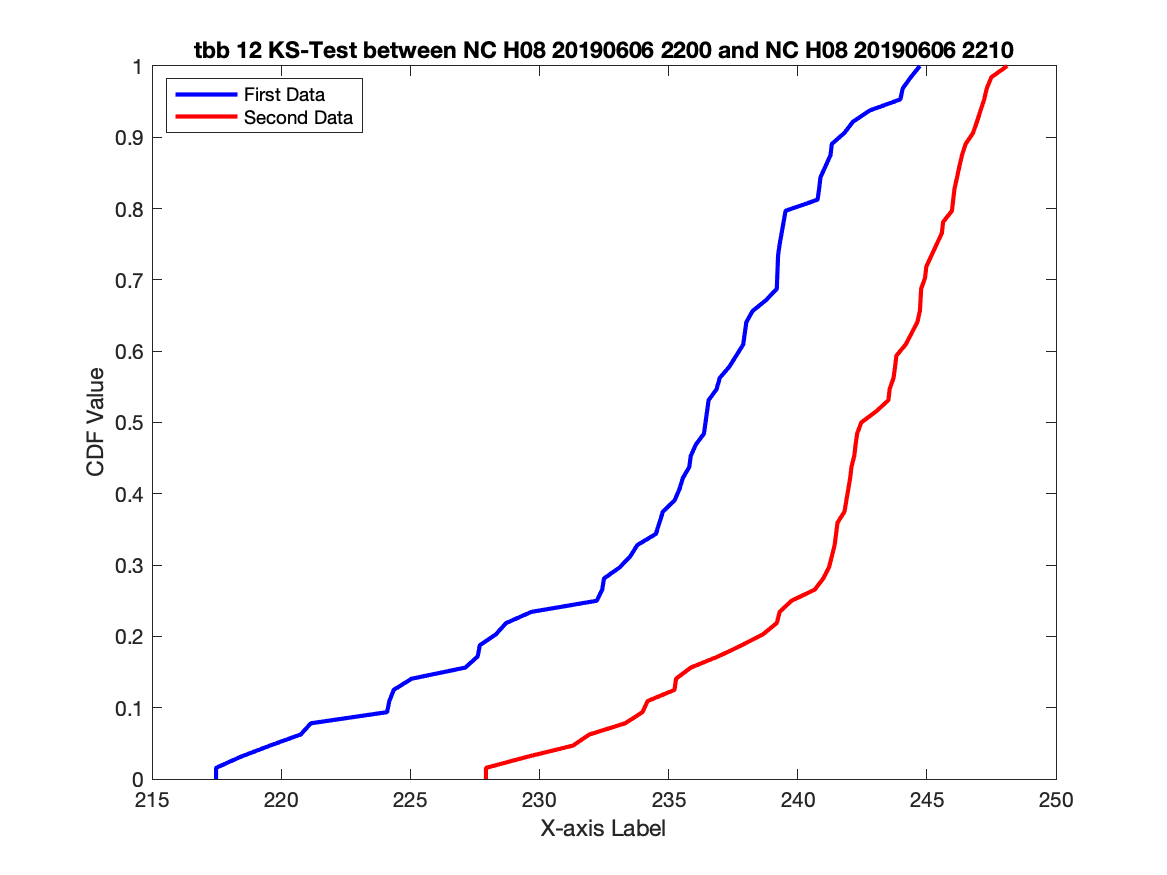 tbb 12 KS-Test between NC H08 20190606 2200 and NC H08 20190606 2210
First Data
Second Data
1
0.9
0.8
0.7
0.6
0.5
0.4
0.3
0.2
0.1
0
CDF Value
215 220 225 230 235 240 245 250
X-axis Label